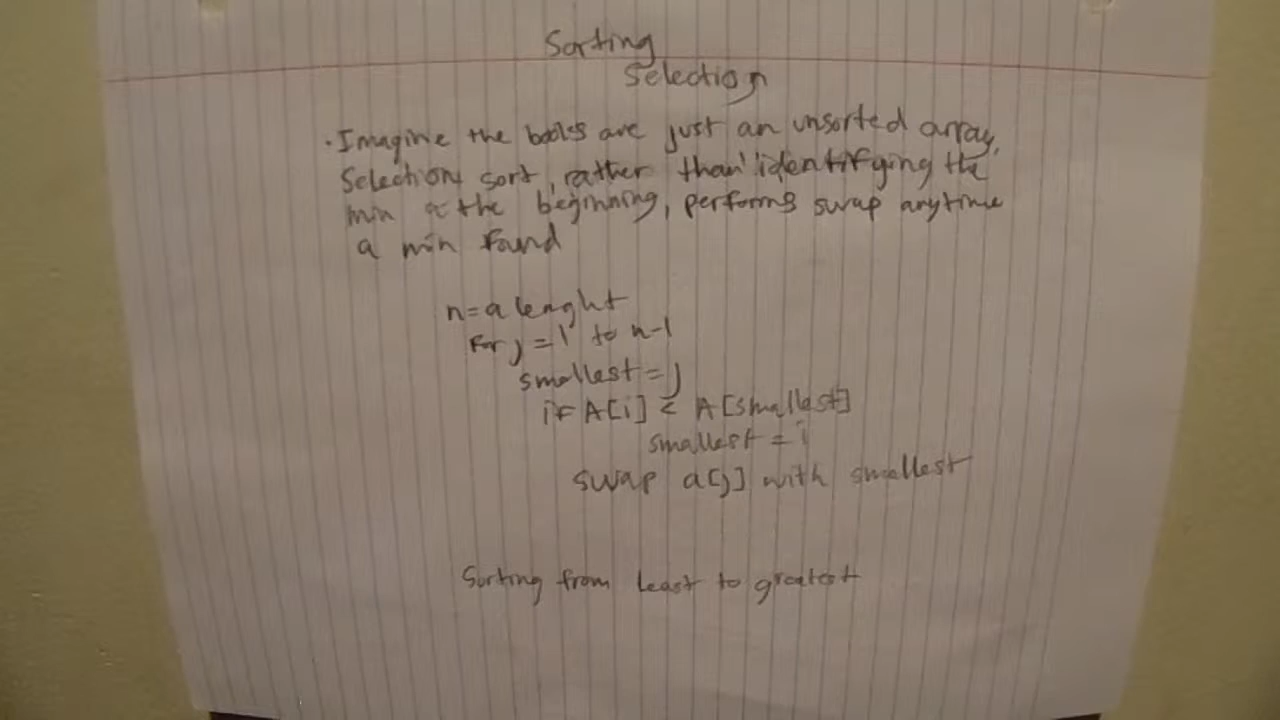 Sorting
Selection
· Imagine the books are just an unsorted array,
Selection sort, rather than identifying the
min at the beginning, performs swap anytime
a min found
n = a lenght
For j = 1 to n-1
smallest = j
if A[i] < A[smallest]
smallest = i
swap a[j] with smallest
Sorting from least to greatest